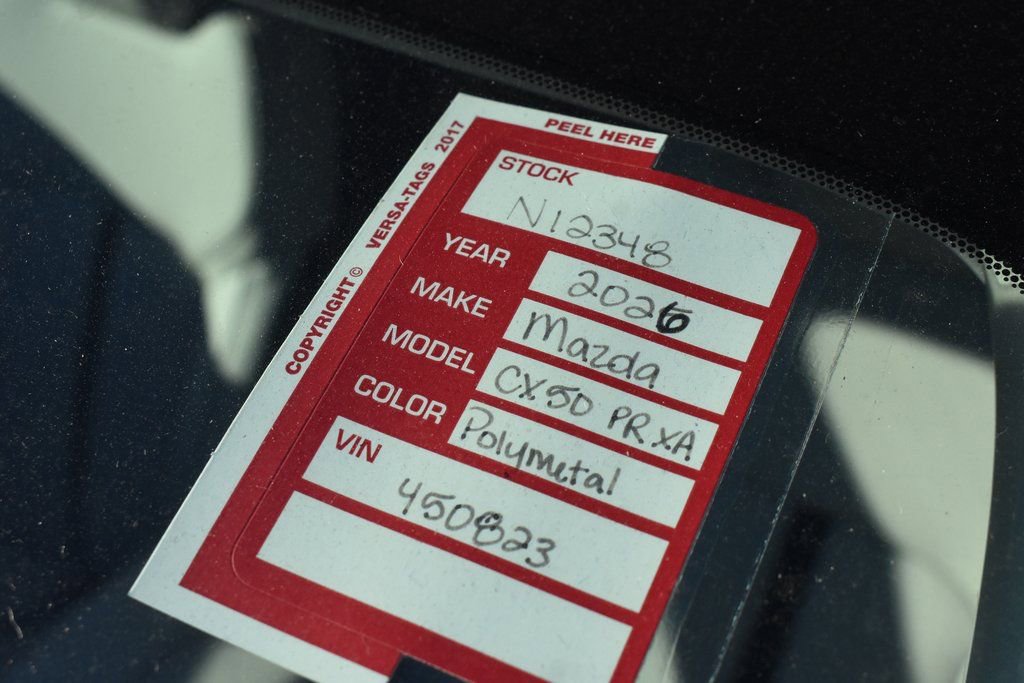 PEEL HERE
COPYRIGHT © VERSA-TAGS 2017
STOCK
N12348
YEAR 2026
MAKE Mazda
MODEL CX50 PR XA
COLOR Polymetal
VIN
450823